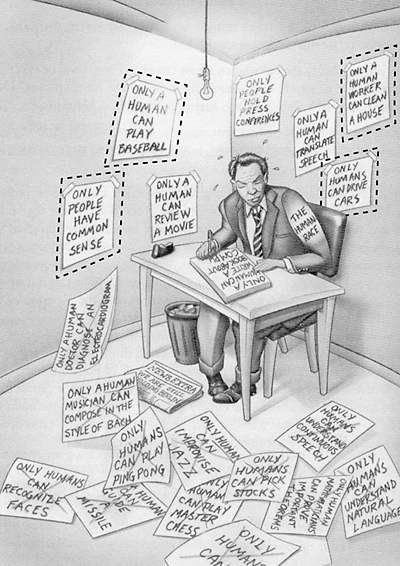 ONLY A
HUMAN
CAN
PLAY
BASEBALL
ONLY
PEOPLE
HOLD
PRESS
CONFERENCES
ONLY A
HUMAN
WORKER
CAN CLEAN
A HOUSE
ONLY A
HUMAN
CAN
TRANSLATE
SPEECH
ONLY
HUMANS
CAN DRIVE
CARS
ONLY
PEOPLE
HAVE
COMMON
SENSE
ONLY A
HUMAN
CAN
REVIEW
A MOVIE
THE
HUMAN
RACE
ONLY A
HUMAN CAN
WRITE A
BOOK ABOUT
ONLY A HUMAN
DOCTOR CAN
DIAGNOSE AN
ELECTROCARDIOGRAM
NEWS EXTRA
ONLY A HUMAN
MUSICIAN CAN
COMPOSE IN THE
STYLE OF BACH
ONLY
HUMANS
CAN PLAY
PING PONG
ONLY HUMANS
CAN
IMPROVISE
JAZZ
ONLY HUMANS
CAN
UNDERSTAND
CONTINUOUS
SPEECH
ONLY HUMANS
CAN
RECOGNIZE
FACES
HUMAN
CAN
GUIDE
A
MISSILE
HUMANS
CAN PLAY
MASTER
CHESS
ONLY
HUMANS
CAN PICK
STOCKS
ONLY HUMAN
MATHEMATICIANS
CAN PROVE
IMPORTANT
THEOREMS
ONLY
HUMANS
CAN
UNDERSTAND
NATURAL
LANGUAGE
ONLY
HUMANS
CAN